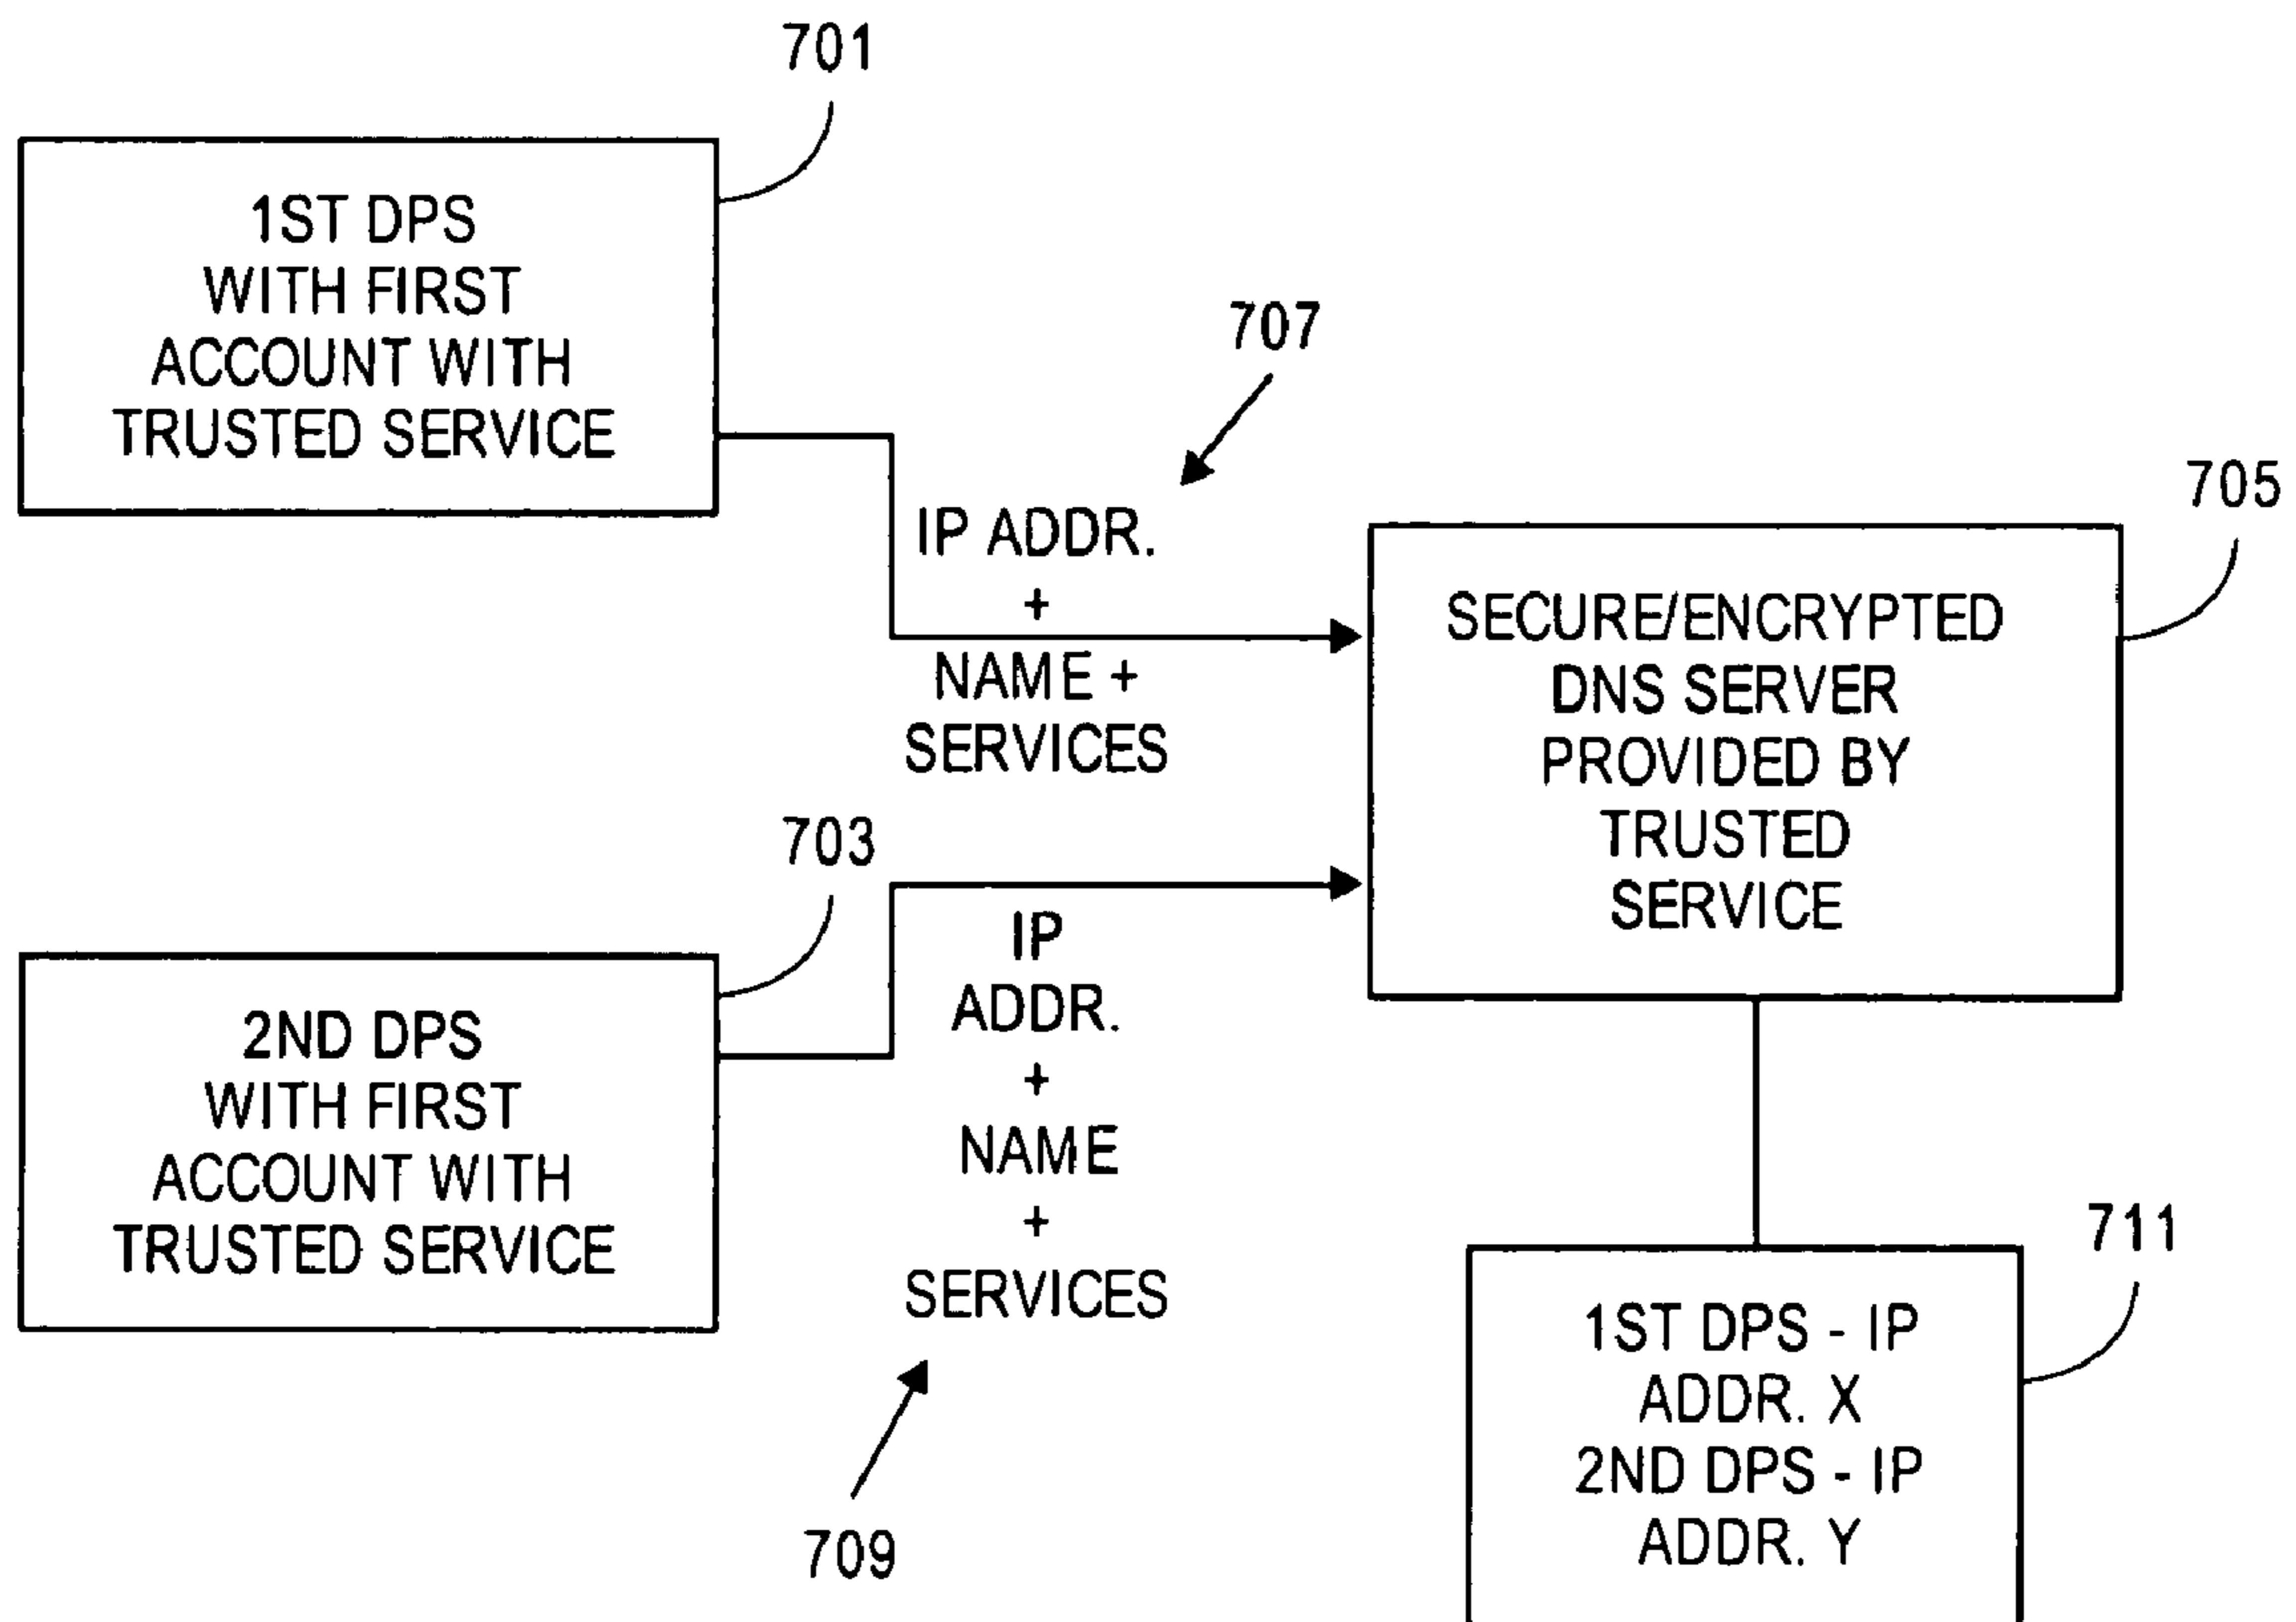 701
1ST DPS
WITH FIRST
ACCOUNT WITH
TRUSTED SERVICE
707
IP ADDR.
+
NAME +
SERVICES
705
SECURE/ENCRYPTED
DNS SERVER
PROVIDED BY
TRUSTED
SERVICE
703
2ND DPS
WITH FIRST
ACCOUNT WITH
TRUSTED SERVICE
IP
ADDR.
+
NAME
+
SERVICES
709
711
1ST DPS - IP
ADDR. X
2ND DPS - IP
ADDR. Y